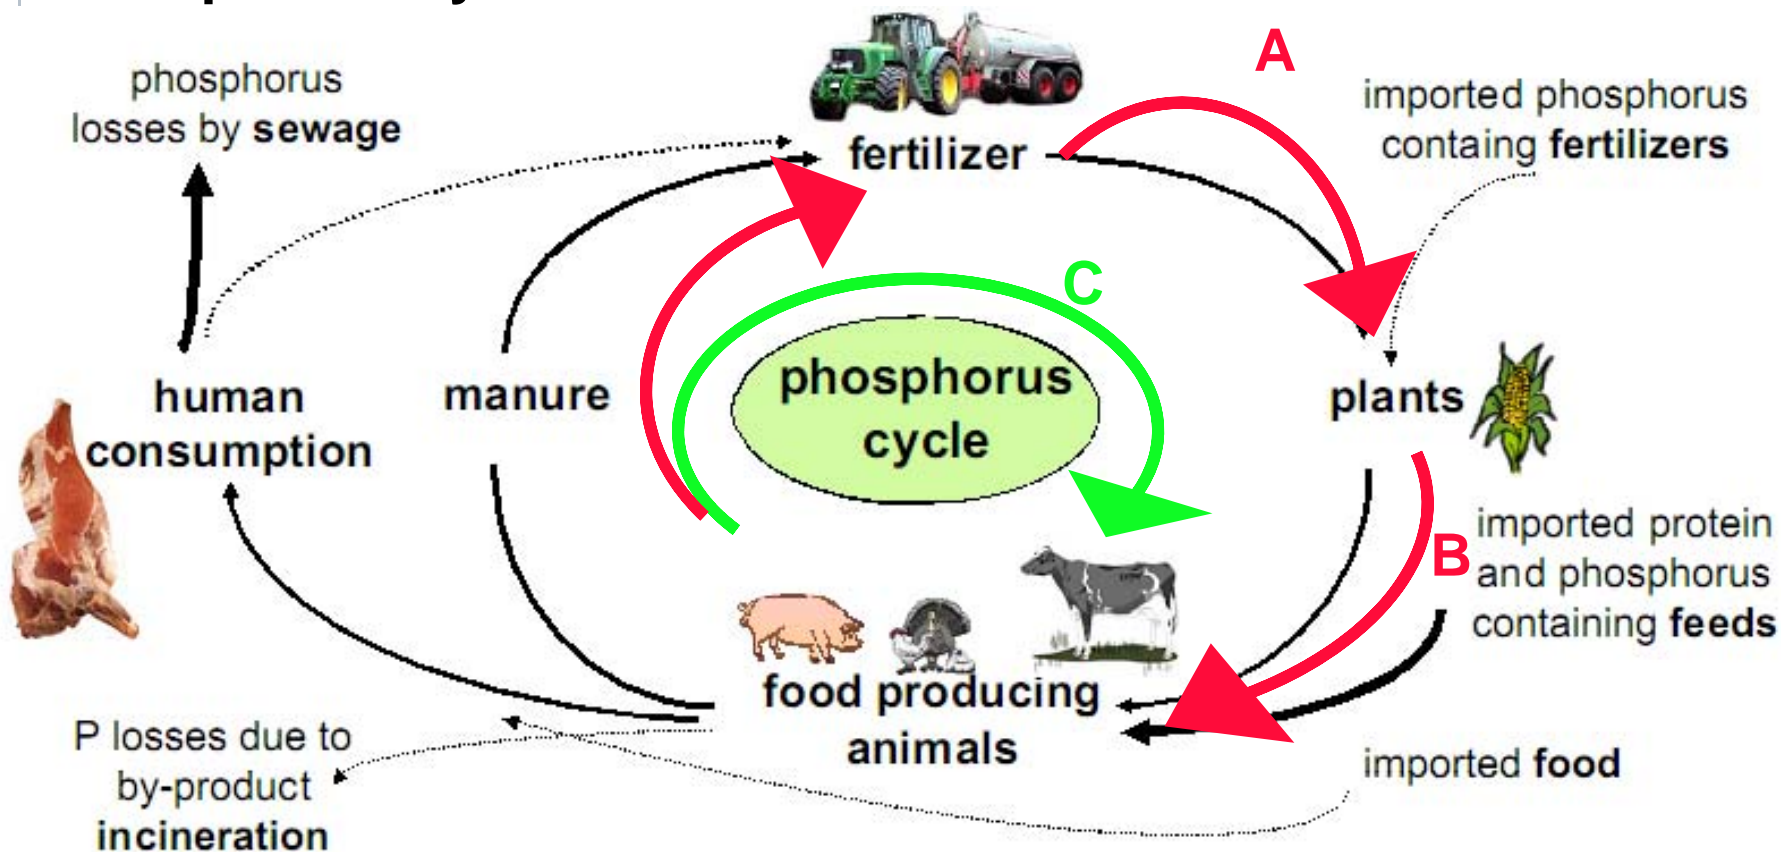 phosphorus
losses by sewage
fertilizer
A
imported phosphorus
containg fertilizers
C
phosphorus
cycle
human
consumption
manure
plants
B
imported protein
and phosphorus
containing feeds
food producing
animals
P losses due to
by-product
incineration
imported food